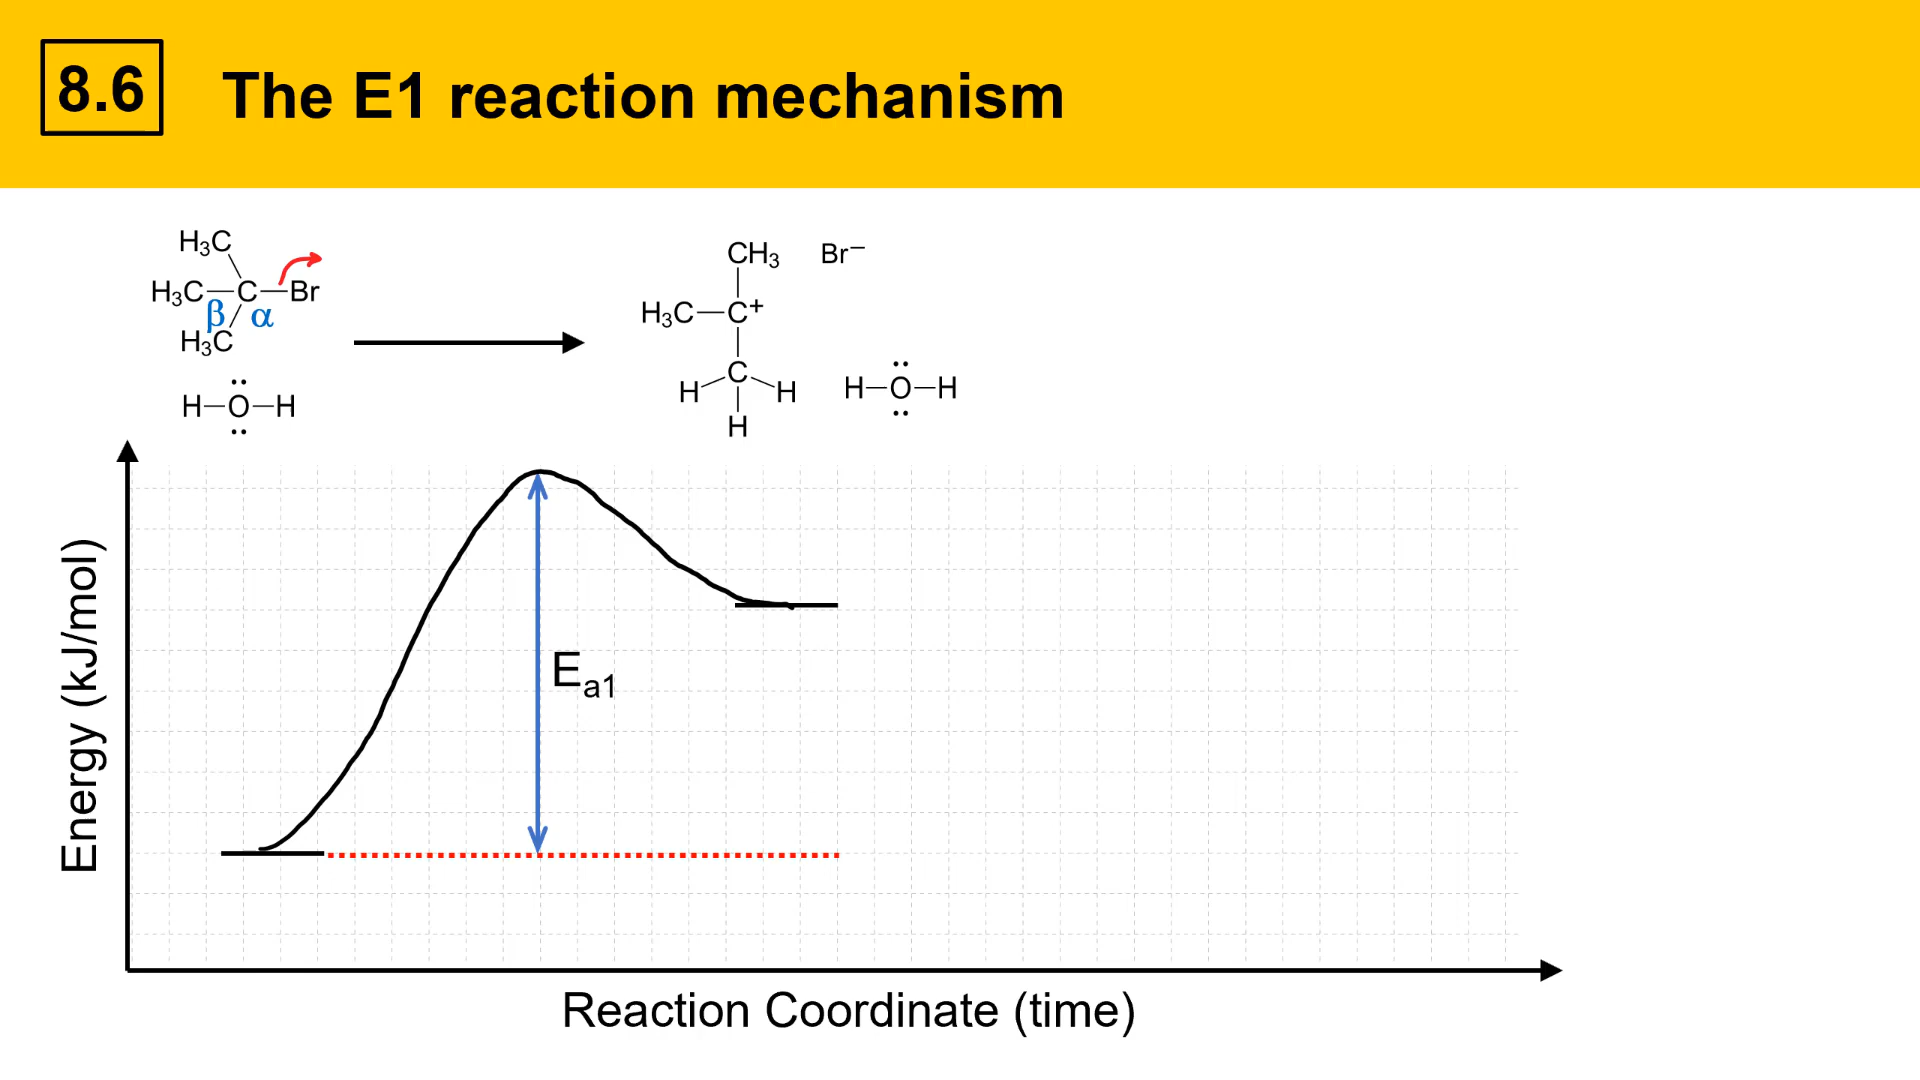 8.6
The E1 reaction mechanism
H₃C
H₃C—C—Br
β α
H₃C
H—O—H
CH₃ Br⁻
H₃C—C⁺
C
H H
H
H—O—H
Eₐ₁
Energy (kJ/mol)
Reaction Coordinate (time)